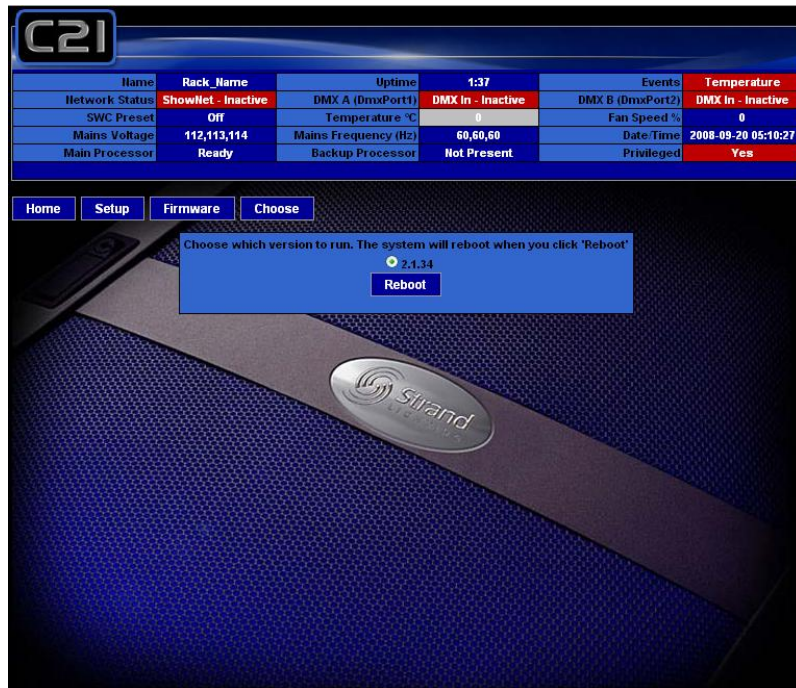 C21
Name Rack_Name Uptime 1:37 Events Temperature
Network Status ShowNet - Inactive DMX A (DmxPort1) DMX In - Inactive DMX B (DmxPort2) DMX In - Inactive
SWC Preset Off Temperature ºC 0 Fan Speed % 0
Mains Voltage 112,113,114 Mains Frequency (Hz) 60,60,60 Date/Time 2008-09-20 05:10:27
Main Processor Ready Backup Processor Not Present Privileged Yes
Home Setup Firmware Choose
Choose which version to run. The system will reboot when you click 'Reboot'
2.1.34
Reboot
Strand
LIGHTING